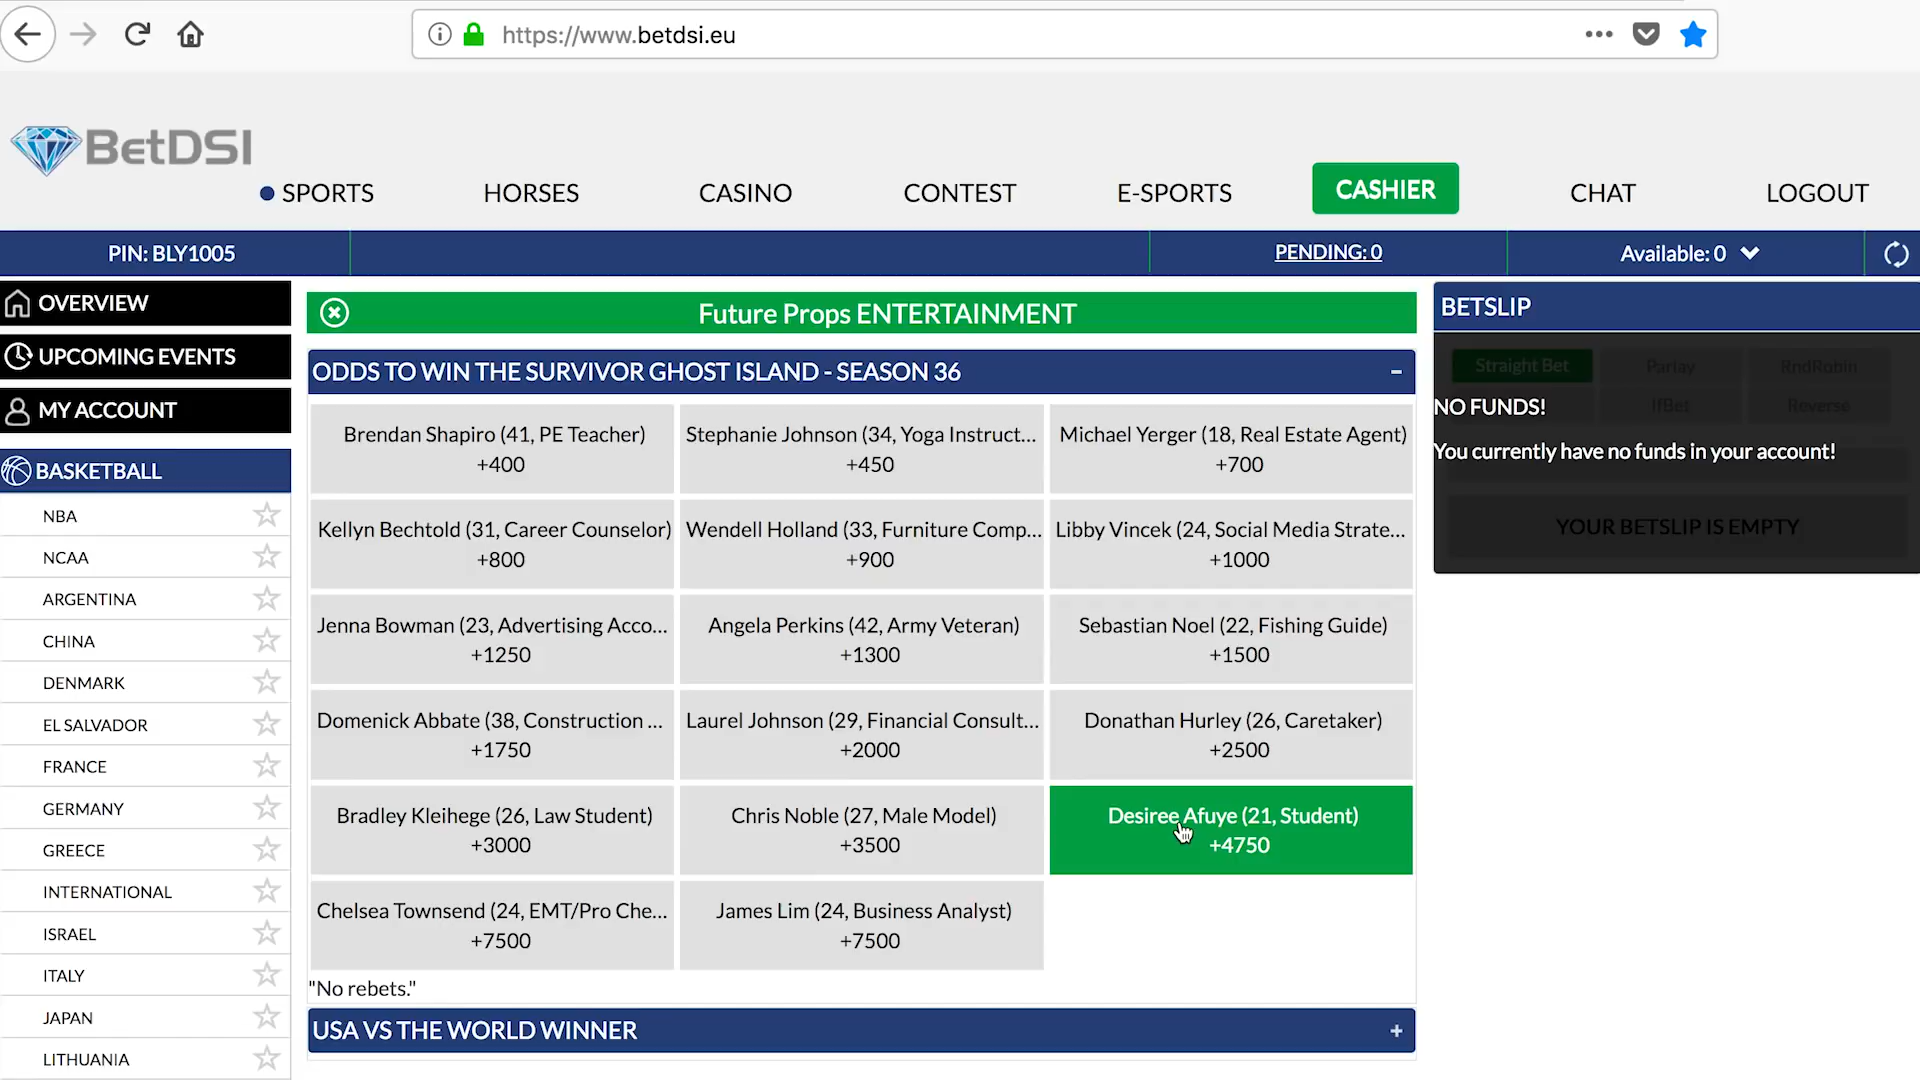 https://www.betdsi.eu
BetDSI
SPORTS
HORSES
CASINO
CONTEST
E-SPORTS
CASHIER
CHAT
LOGOUT
PIN: BLY1005
PENDING: 0
Available: 0
OVERVIEW
UPCOMING EVENTS
MY ACCOUNT
BASKETBALL
NBA
NCAA
ARGENTINA
CHINA
DENMARK
EL SALVADOR
FRANCE
GERMANY
GREECE
INTERNATIONAL
ISRAEL
ITALY
JAPAN
LITHUANIA
Future Props ENTERTAINMENT
ODDS TO WIN THE SURVIVOR GHOST ISLAND - SEASON 36
Brendan Shapiro (41, PE Teacher)
+400
Stephanie Johnson (34, Yoga Instruct...
+450
Michael Yerger (18, Real Estate Agent)
+700
Kellyn Bechtold (31, Career Counselor)
+800
Wendell Holland (33, Furniture Comp...
+900
Libby Vincek (24, Social Media Strate...
+1000
Jenna Bowman (23, Advertising Acco...
+1250
Angela Perkins (42, Army Veteran)
+1300
Sebastian Noel (22, Fishing Guide)
+1500
Domenick Abbate (38, Construction ...
+1750
Laurel Johnson (29, Financial Consult...
+2000
Donathan Hurley (26, Caretaker)
+2500
Bradley Kleihege (26, Law Student)
+3000
Chris Noble (27, Male Model)
+3500
Desiree Afuye (21, Student)
+4750
Chelsea Townsend (24, EMT/Pro Che...
+7500
James Lim (24, Business Analyst)
+7500
"No rebets."
USA VS THE WORLD WINNER
BETSLIP
Straight Bet
Parlay
RndRobin
IfBet
Reverse
NO FUNDS!
You currently have no funds in your account!
YOUR BETSLIP IS EMPTY